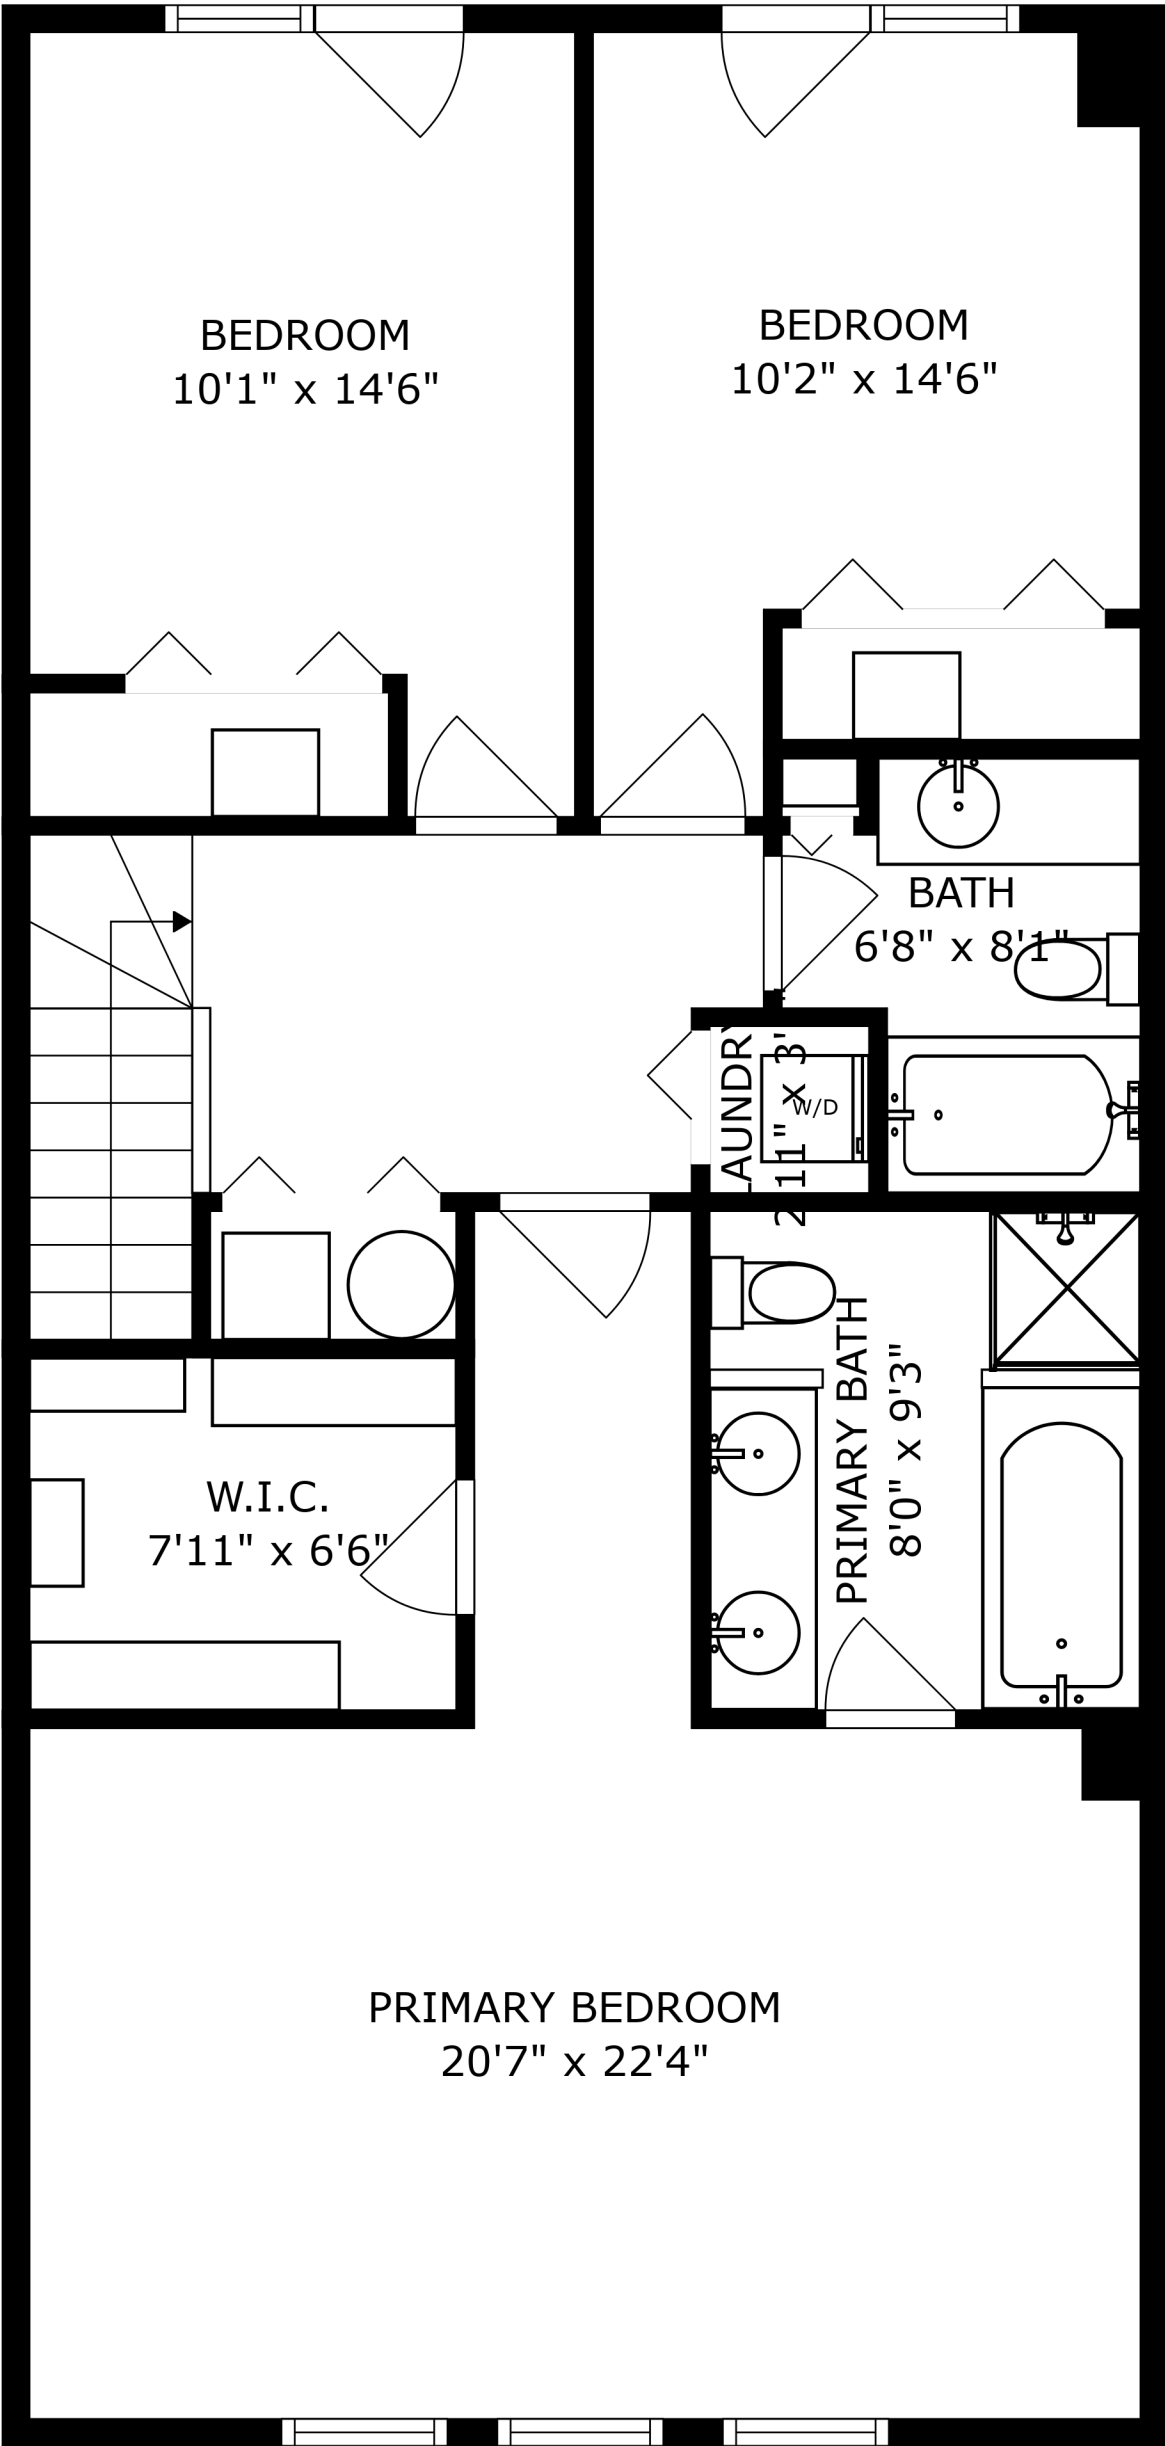 BEDROOM
10'1" x 14'6"
BEDROOM
10'2" x 14'6"
BATH
6'8" x 8'1"
W/D
PRIMARY BATH
8'0" x 9'3"
W.I.C.
7'11" x 6'6"
PRIMARY BEDROOM
20'7" x 22'4"